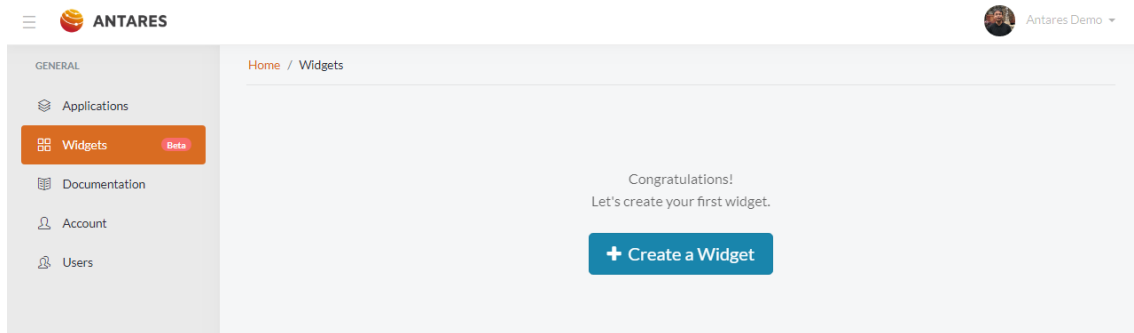 ANTARES
Antares Demo
GENERAL
Applications
Widgets Beta
Documentation
Account
Users
Home / Widgets
Congratulations!
Let's create your first widget.
+ Create a Widget